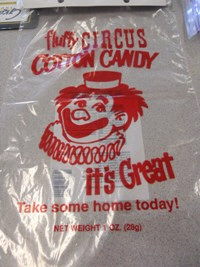 fluffy CIRCUS
COTTON CANDY
it's Great
Take some home today!
NET WEIGHT 1 OZ. (28g)